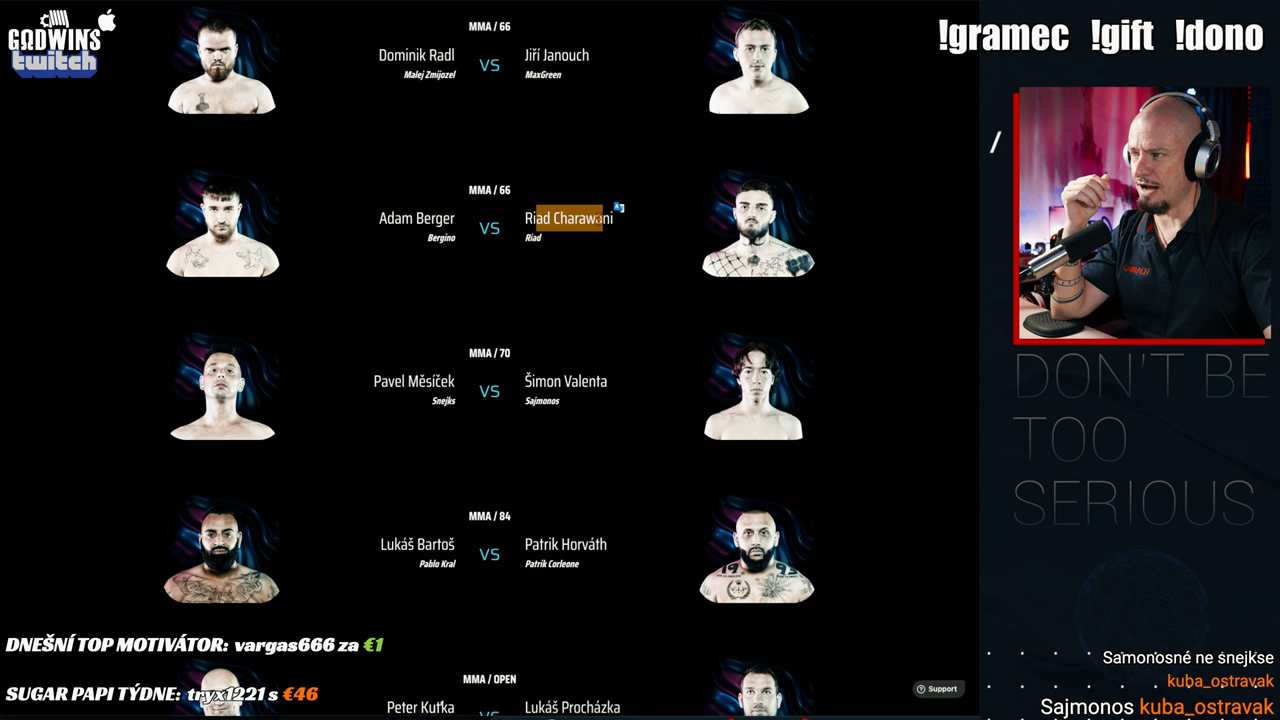 GODWINS
twitch
!gramec !gift !dono
MMA / 66
Dominik Radl
Malej Zmijozel
VS
Jiří Janouch
MaxGreen
/
MMA / 66
Adam Berger
Bergino
VS
Riad Charawani
Riad
MMA / 70
Pavel Měsíček
Snejks
VS
Šimon Valenta
Sajmonos
DON'T BE
TOO
SERIOUS
MMA / 84
Lukáš Bartoš
Pablo Kral
VS
Patrik Horváth
Patrik Corleone
DNEŠNÍ TOP MOTIVÁTOR: vargas666 za €1
SUGAR PAPI TÝDNE: tryx1221 s €46
MMA / OPEN
Peter Kufka
VS
Lukáš Procházka
Support
Samonosné ne snejkse
kuba_ostravak
Sajmonos kuba_ostravak